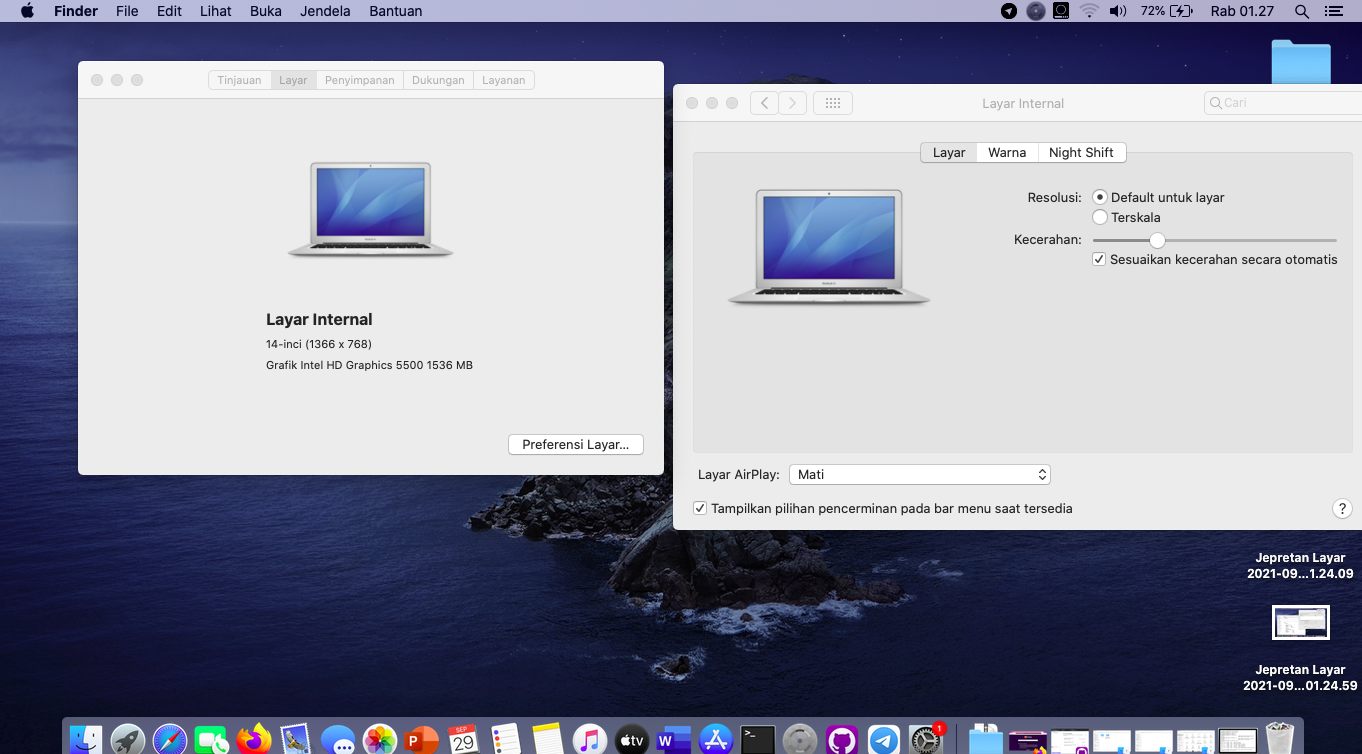 Finder File Edit Lihat Buka Jendela Bantuan 72% Rab 01.27
Tinjauan Layar Penyimpanan Dukungan Layanan
Layar Internal
14-inci (1366 x 768)
Grafik Intel HD Graphics 5500 1536 MB
Preferensi Layar...
Layar Internal
Cari
Layar Warna Night Shift
Resolusi: Default untuk layar
Terskala
Kecerahan:
Sesuaikan kecerahan secara otomatis
Layar AirPlay: Mati
Tampilkan pilihan pencerminan pada bar menu saat tersedia
?
Jepretan Layar
2021-09...1.24.09
Jepretan Layar
2021-09...01.24.59
P
SEP
29
tv
W
>_
1